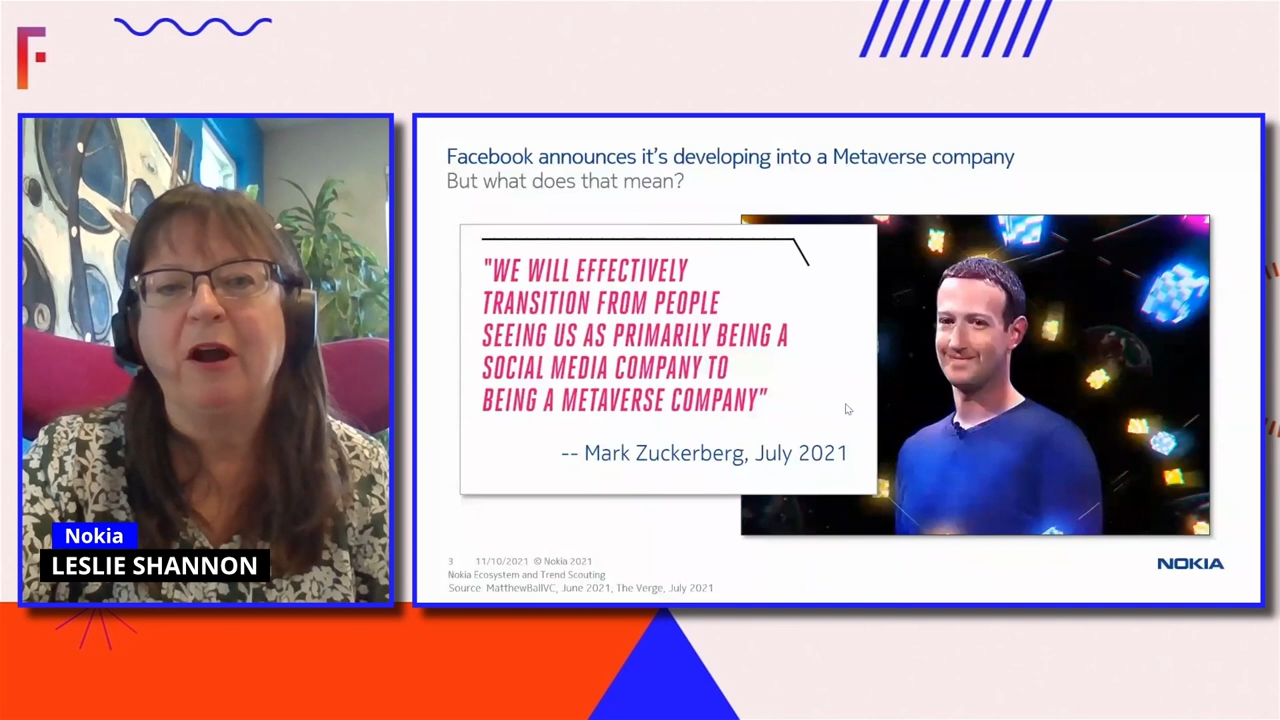 F
Nokia
LESLIE SHANNON
Facebook announces it's developing into a Metaverse company
But what does that mean?
"WE WILL EFFECTIVELY
TRANSITION FROM PEOPLE
SEEING US AS PRIMARILY BEING A
SOCIAL MEDIA COMPANY TO
BEING A METAVERSE COMPANY"
-- Mark Zuckerberg, July 2021
3 11/10/2021 © Nokia 2021
Nokia Ecosystem and Trend Scouting
Source MatthewBallVC, June 2021; The Verge, July 2021
NOKIA